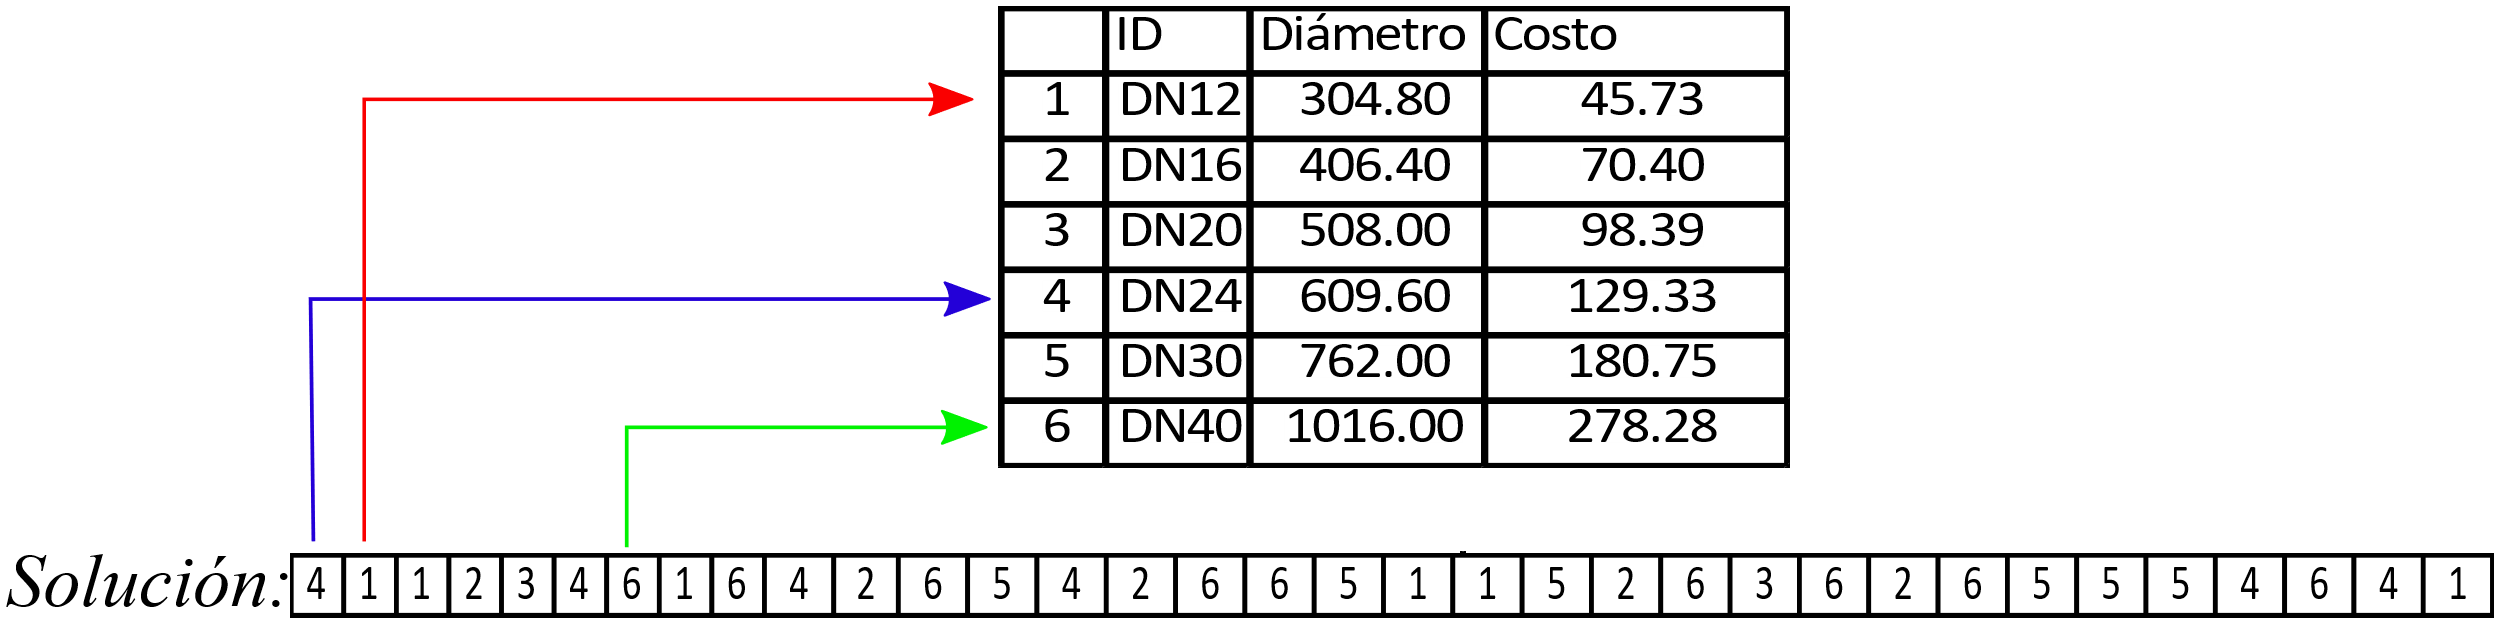 ID Diámetro Costo
1 DN12 304.80 45.73
2 DN16 406.40 70.40
3 DN20 508.00 98.39
4 DN24 609.60 129.33
5 DN30 762.00 180.75
6 DN40 1016.00 278.28
Solución: 4 1 1 2 3 4 6 1 6 4 2 6 5 4 2 6 6 5 1 1 5 2 6 3 6 2 6 5 5 5 4 6 4 1